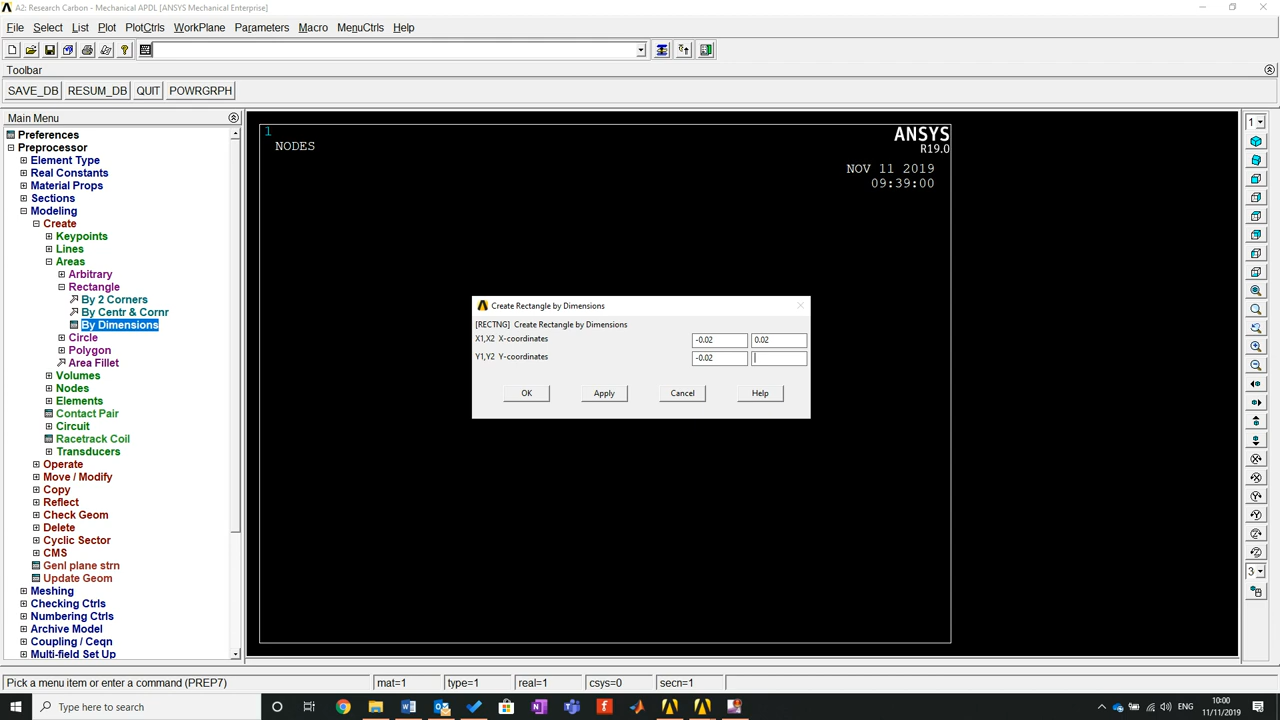 A2: Research Carbon - Mechanical APDL [ANSYS Mechanical Enterprise]
File Select List Plot PlotCtrls WorkPlane Parameters Macro MenuCtrls Help
Toolbar
SAVE_DB RESUM_DB QUIT POWRGRPH
Main Menu
Preferences
Preprocessor
Element Type
Real Constants
Material Props
Sections
Modeling
Create
Keypoints
Lines
Areas
Arbitrary
Rectangle
By 2 Corners
By Centr & Cornr
By Dimensions
Circle
Polygon
Area Fillet
Volumes
Nodes
Elements
Contact Pair
Circuit
Racetrack Coil
Transducers
Operate
Move / Modify
Copy
Reflect
Check Geom
Delete
Cyclic Sector
CMS
Genl plane strn
Update Geom
Meshing
Checking Ctrls
Numbering Ctrls
Archive Model
Coupling / Ceqn
Multi-field Set Up
1
NODES
ANSYS
R19.0
NOV 11 2019
09:39:00
Create Rectangle by Dimensions
[RECTNG] Create Rectangle by Dimensions
X1,X2 X-coordinates -0.02 0.02
Y1,Y2 Y-coordinates -0.02
OK Apply Cancel Help
1
3
Pick a menu item or enter a command (PREP7) mat=1 type=1 real=1 csys=0 secn=1
Type here to search
ENG
10:00
11/11/2019